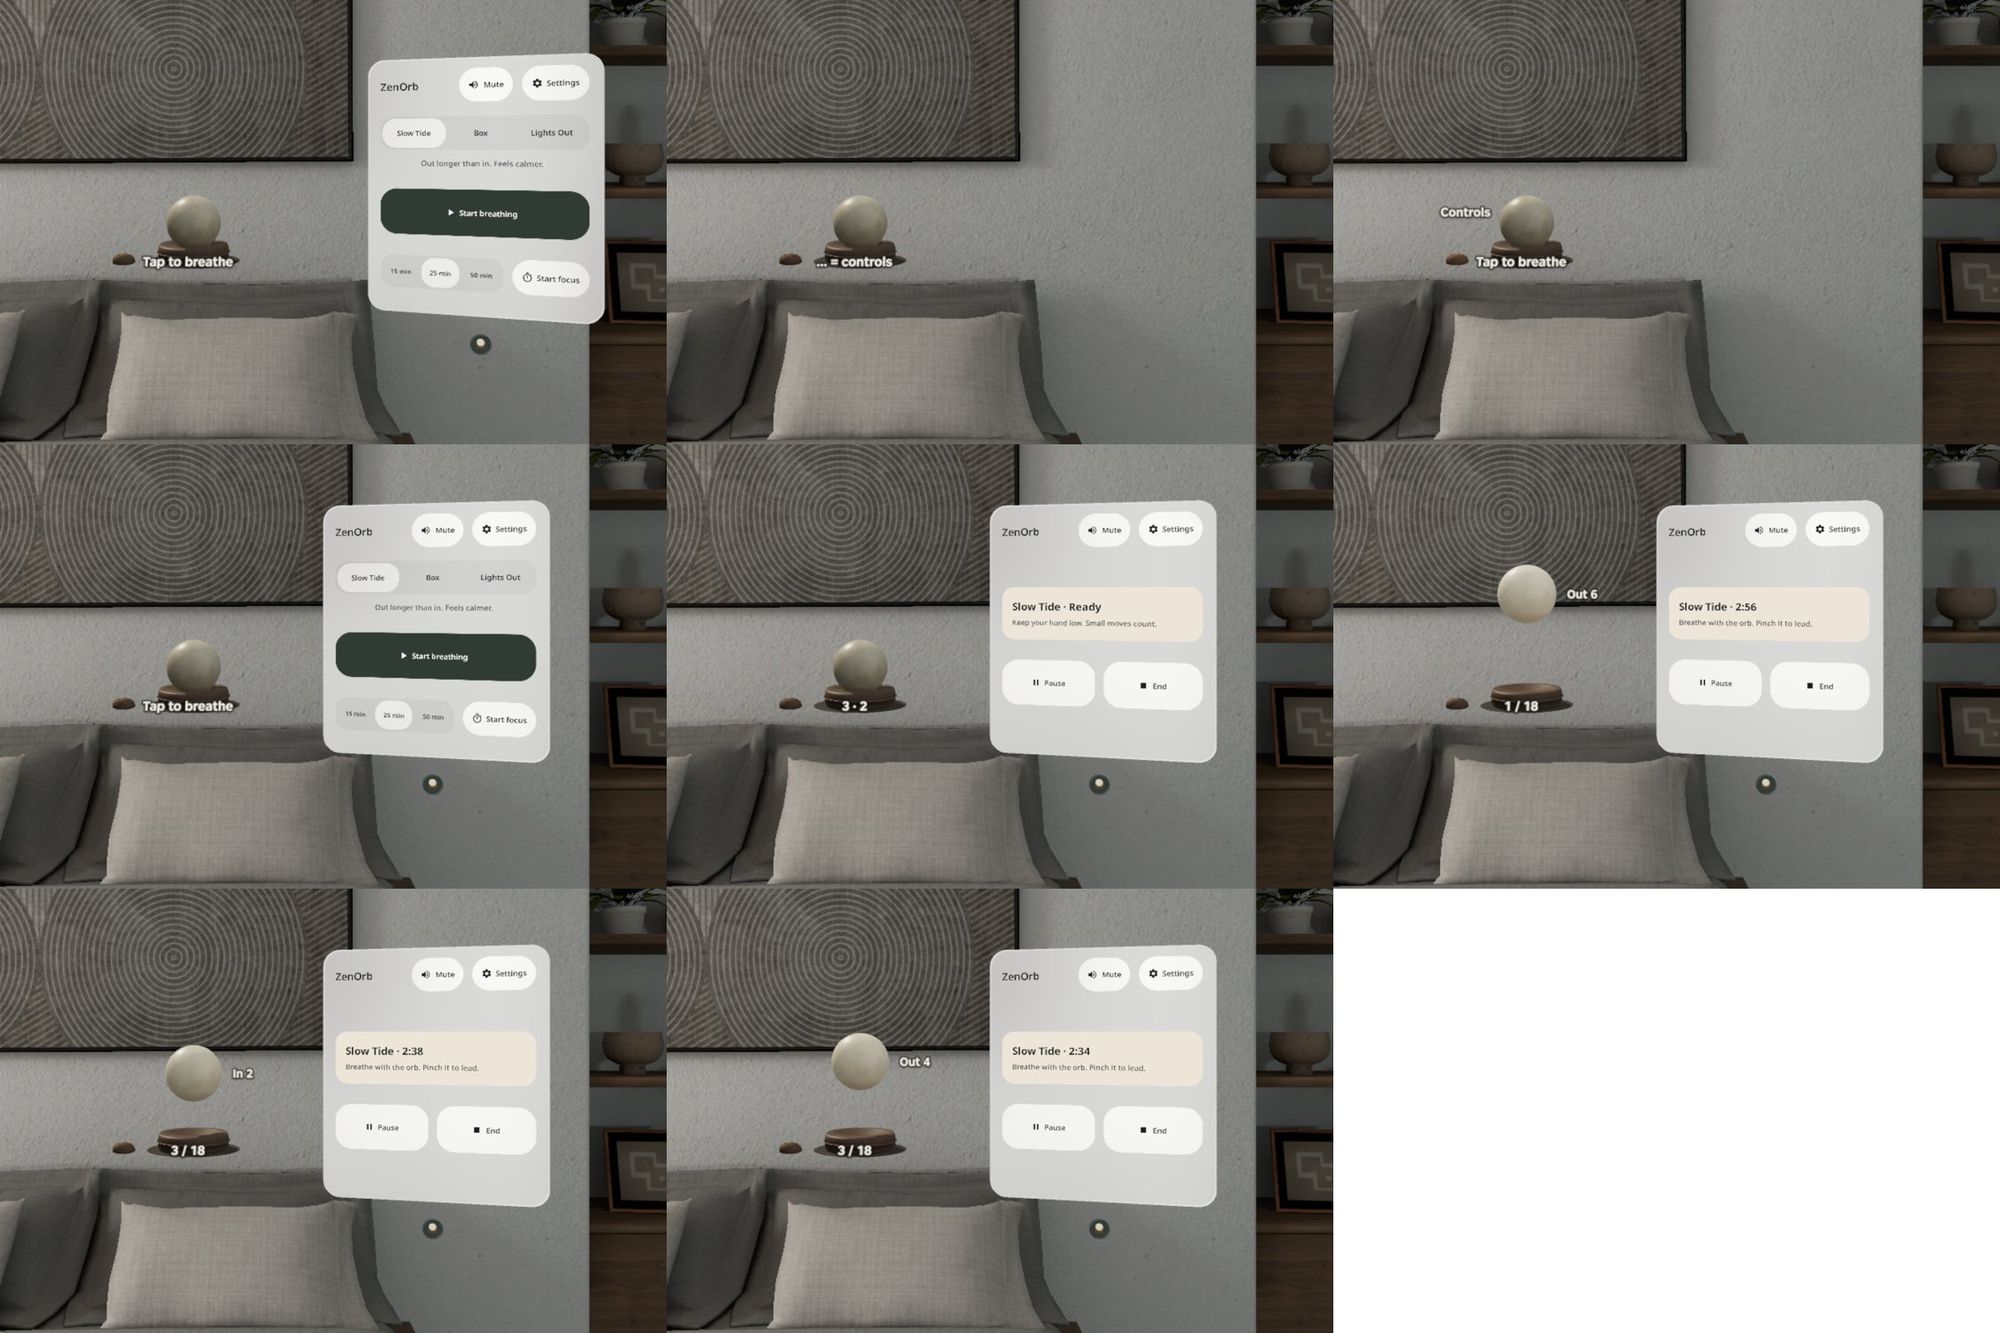 ZenOrb
Mute
Settings
Slow Tide
Box
Lights Out
Out longer than in. Feels calmer.
Start breathing
15 min
25 min
50 min
Start focus
Tap to breathe
... = controls
Controls
Tap to breathe
ZenOrb
Mute
Settings
Slow Tide
Box
Lights Out
Out longer than in. Feels calmer.
Start breathing
15 min
25 min
50 min
Start focus
Tap to breathe
ZenOrb
Mute
Settings
Slow Tide · Ready
Keep your hand low. Small moves count.
Pause
End
3 · 2
ZenOrb
Mute
Settings
Out 6
Slow Tide · 2:56
Breathe with the orb. Pinch it to lead.
Pause
End
1 / 18
ZenOrb
Mute
Settings
Slow Tide · 2:38
Breathe with the orb. Pinch it to lead.
In 2
Pause
End
3 / 18
ZenOrb
Mute
Settings
Slow Tide · 2:34
Breathe with the orb. Pinch it to lead.
Out 4
Pause
End
3 / 18